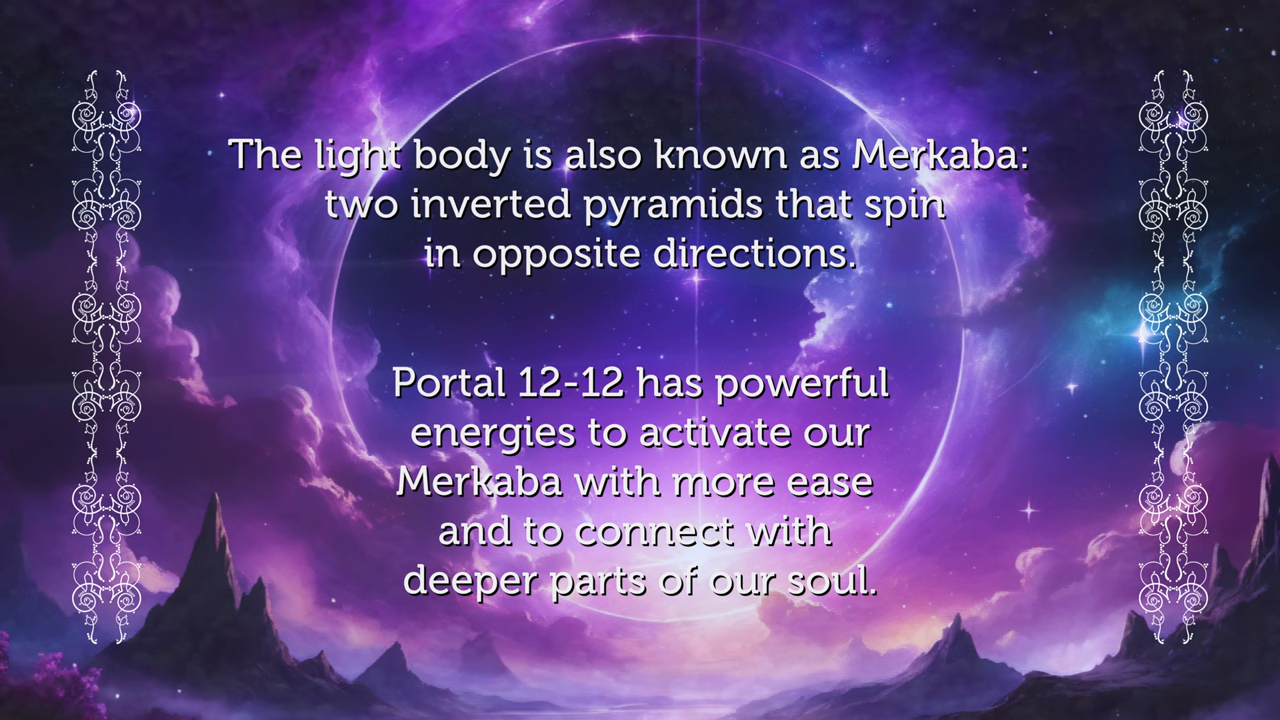 The light body is also known as Merkaba:
two inverted pyramids that spin
in opposite directions.
Portal 12-12 has powerful
energies to activate our
Merkaba with more ease
and to connect with
deeper parts of our soul.